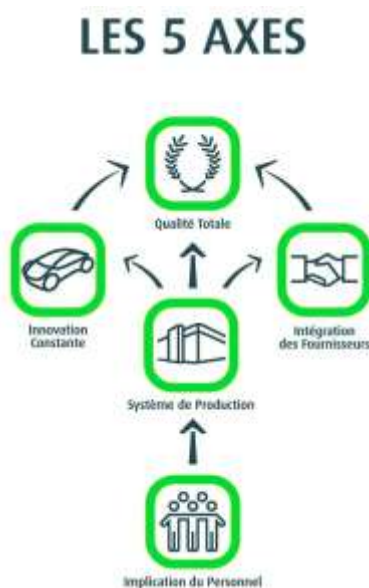 LES 5 AXES
Qualité Totale
Innovation
Constante
Intégration
des Fournisseurs
Système de Production
Implication du Personnel